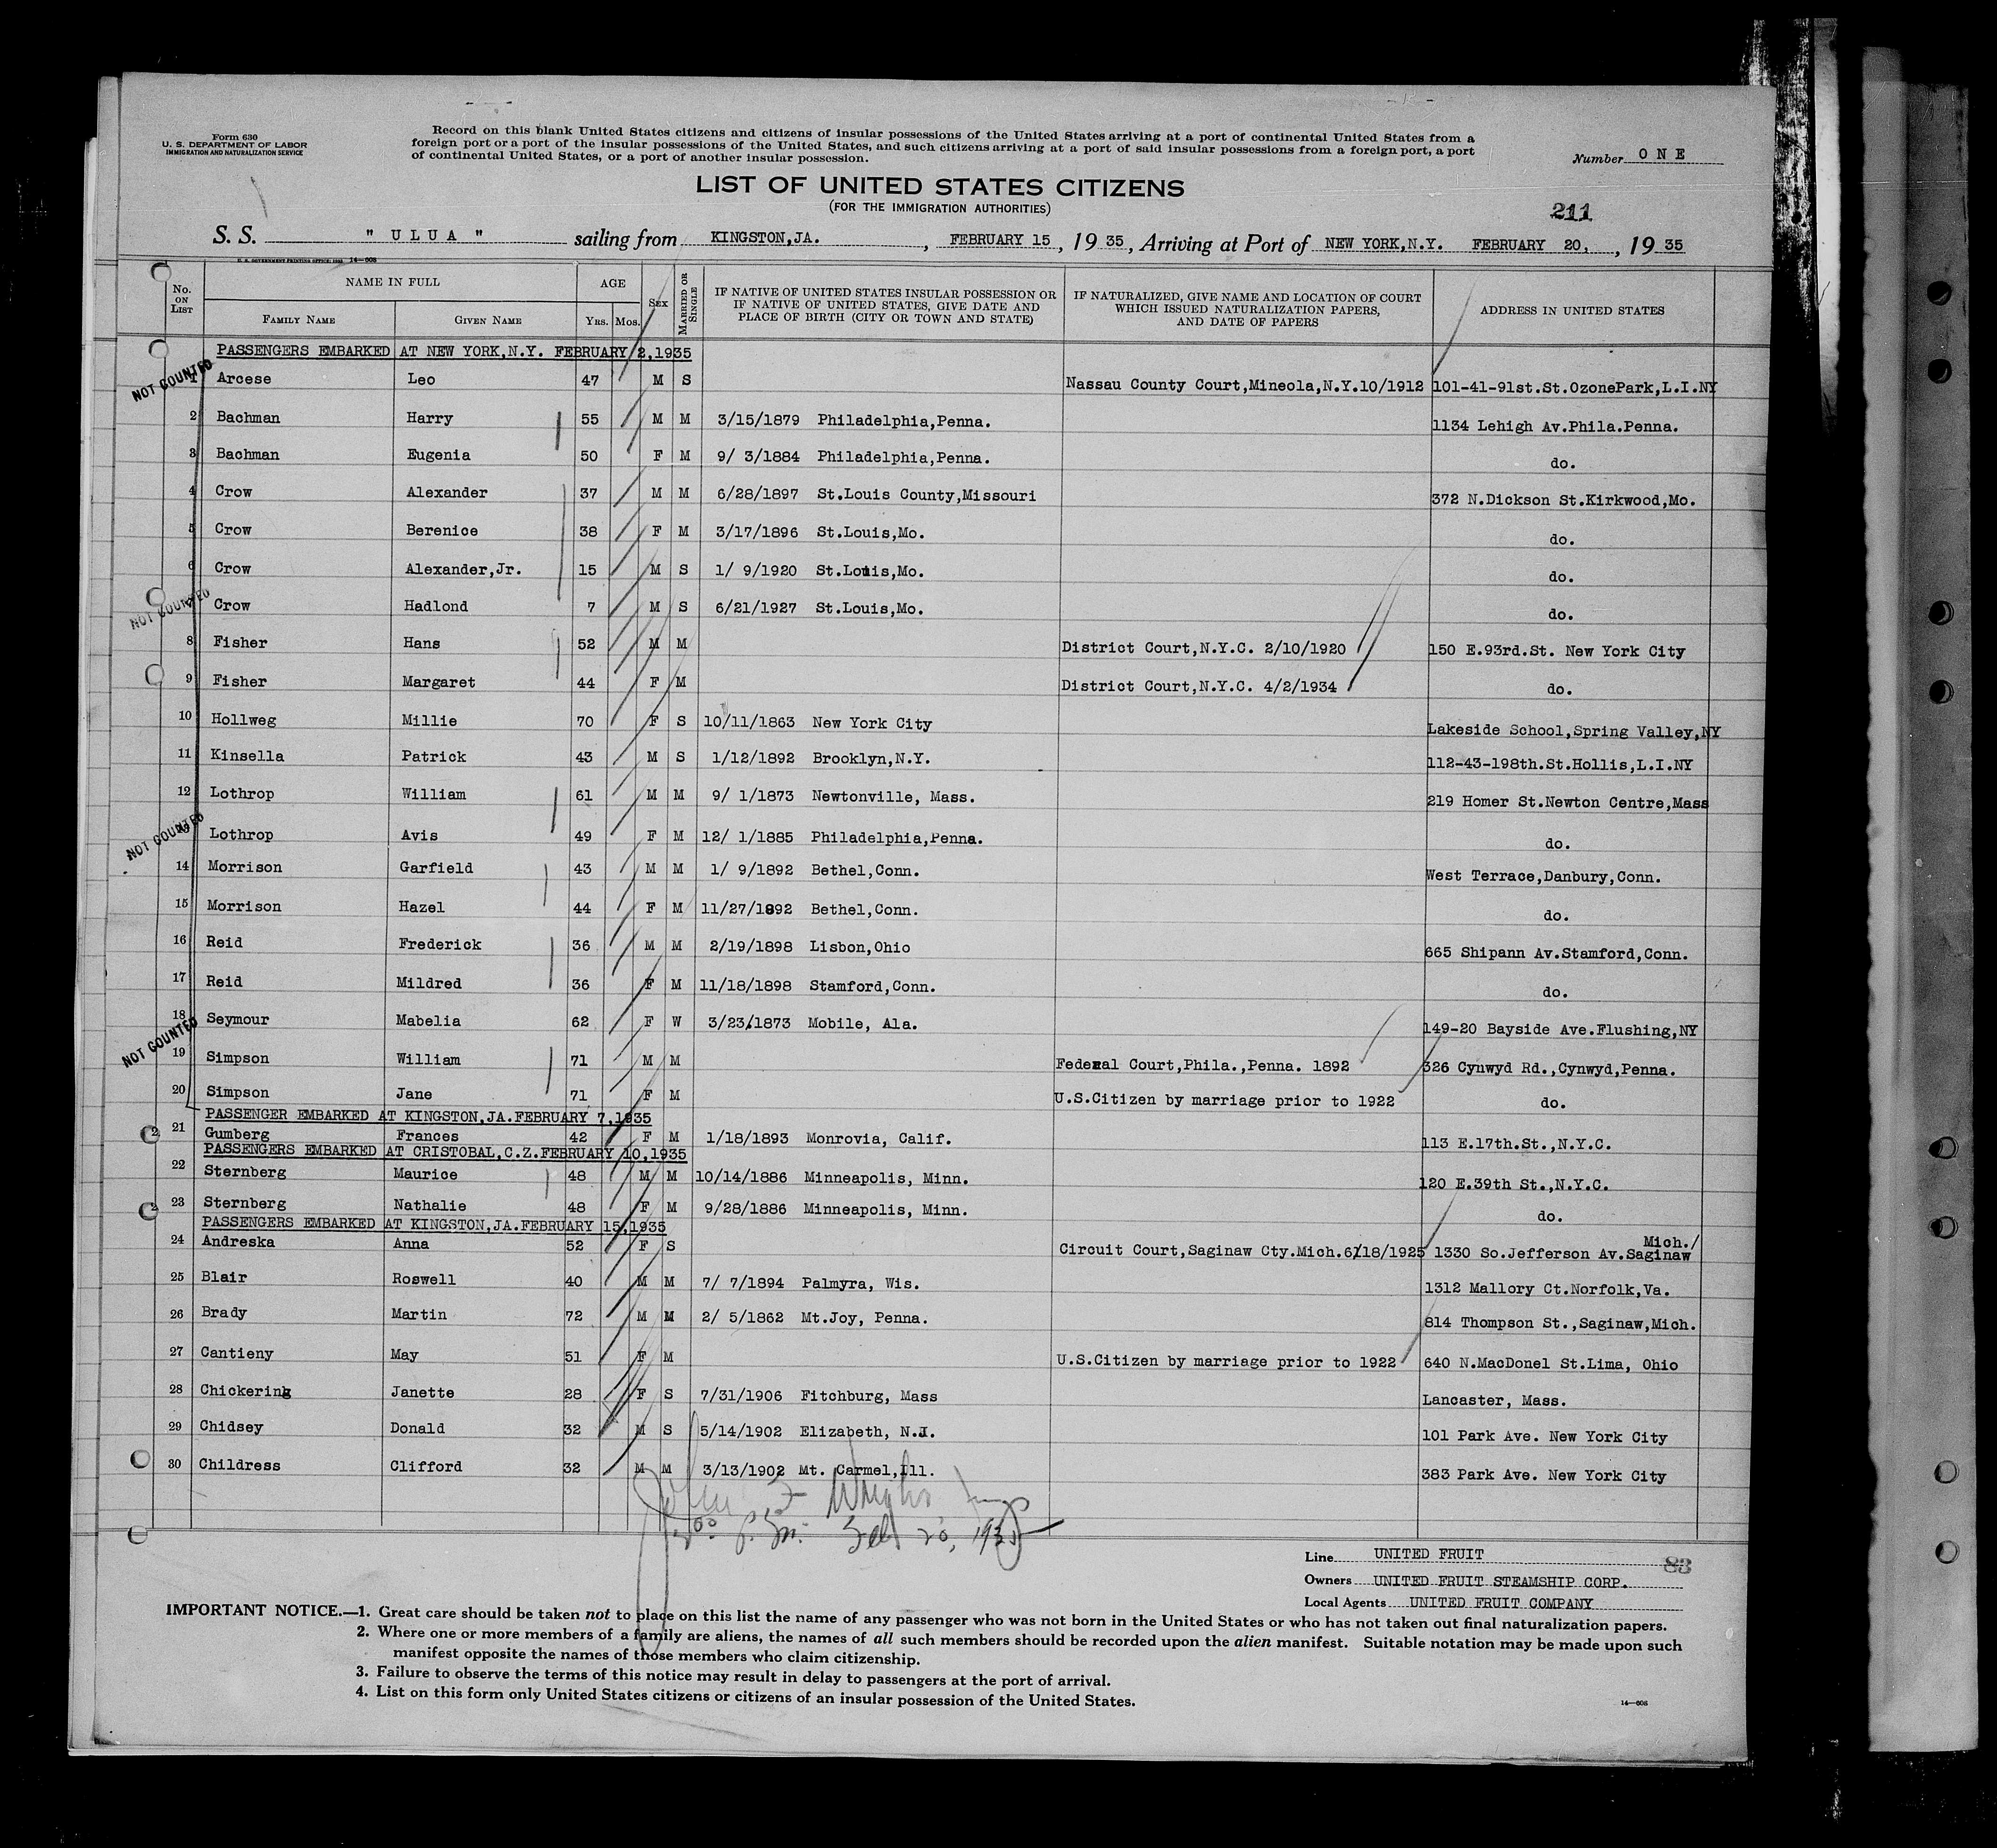 Form 630
U. S. DEPARTMENT OF LABOR
IMMIGRATION AND NATURALIZATION SERVICE
Record on this blank United States citizens and citizens of insular possessions of the United States arriving at a port of continental United States from a
foreign port or a port of the insular possessions of the United States, and such citizens arriving at a port of said insular possessions from a foreign port, a port
of continental United States, or a port of another insular possession.
Number ONE
LIST OF UNITED STATES CITIZENS
(FOR THE IMMIGRATION AUTHORITIES)
211
S. S. " ULUA " sailing from KINGSTON,JA. , FEBRUARY 15 , 19 35 , Arriving at Port of NEW YORK,N.Y. FEBRUARY 20, , 19 35
U. S. GOVERNMENT PRINTING OFFICE: 14—608
No. ON LIST NAME IN FULL AGE SEX MARRIED OR SINGLE IF NATIVE OF UNITED STATES INSULAR POSSESSION OR IF NATIVE OF UNITED STATES, GIVE DATE AND PLACE OF BIRTH (CITY OR TOWN AND STATE) IF NATURALIZED, GIVE NAME AND LOCATION OF COURT WHICH ISSUED NATURALIZATION PAPERS, AND DATE OF PAPERS ADDRESS IN UNITED STATES
FAMILY NAME GIVEN NAME YRS. MOS.
PASSENGERS EMBARKED AT NEW YORK,N.Y. FEBRUARY 2,1935
NOT COUNTED
1 Arcese Leo 47 M S Nassau County Court,Mineola,N.Y.10/1912 101-41-91st.St.OzonePark,L.I.NY
2 Bachman Harry 55 M M 3/15/1879 Philadelphia,Penna. 1134 Lehigh Av.Phila.Penna.
3 Bachman Eugenia 50 F M 9/ 3/1884 Philadelphia,Penna. do.
4 Crow Alexander 37 M M 6/28/1897 St.Louis County,Missouri 372 N.Dickson St.Kirkwood,Mo.
5 Crow Berenice 38 F M 3/17/1896 St.Louis,Mo. do.
6 Crow Alexander,Jr. 15 M S 1/ 9/1920 St.Louis,Mo. do.
NOT COUNTED
Crow Hadlond 7 M S 6/21/1927 St.Louis,Mo. do.
8 Fisher Hans 52 M M District Court,N.Y.C. 2/10/1920 150 E.93rd.St. New York City
9 Fisher Margaret 44 F M District Court,N.Y.C. 4/2/1934 do.
10 Hollweg Millie 70 F S 10/11/1863 New York City Lakeside School,Spring Valley,NY
11 Kinsella Patrick 43 M S 1/12/1892 Brooklyn,N.Y. 112-43-198th.St.Hollis,L.I.NY
12 Lothrop William 61 M M 9/ 1/1873 Newtonville, Mass. 219 Homer St.Newton Centre,Mass
NOT COUNTED
Lothrop Avis 49 F M 12/ 1/1885 Philadelphia,Penna. do.
14 Morrison Garfield 43 M M 1/ 9/1892 Bethel,Conn. West Terrace,Danbury,Conn.
15 Morrison Hazel 44 F M 11/27/1892 Bethel,Conn. do.
16 Reid Frederick 36 M M 2/19/1898 Lisbon,Ohio 665 Shipann Av.Stamford,Conn.
17 Reid Mildred 36 F M 11/18/1898 Stamford,Conn. do.
18 Seymour Mabelia 62 F W 3/23/1873 Mobile, Ala. 149-20 Bayside Ave.Flushing,NY
NOT COUNTED
19 Simpson William 71 M M Federal Court,Phila.,Penna. 1892 326 Cynwyd Rd.,Cynwyd,Penna.
20 Simpson Jane 71 F M U.S.Citizen by marriage prior to 1922 do.
PASSENGER EMBARKED AT KINGSTON,JA.FEBRUARY 7,1935
21 Gumberg Frances 42 F M 1/18/1893 Monrovia, Calif. 113 E.17th.St.,N.Y.C.
PASSENGERS EMBARKED AT CRISTOBAL,C.Z.FEBRUARY 10,1935
22 Sternberg Maurice 48 M M 10/14/1886 Minneapolis, Minn. 120 E.39th St.,N.Y.C.
23 Sternberg Nathalie 48 F M 9/28/1886 Minneapolis, Minn. do.
PASSENGERS EMBARKED AT KINGSTON,JA.FEBRUARY 15,1935
24 Andreska Anna 52 F S Circuit Court,Saginaw Cty.Mich.6/18/1925 1330 So.Jefferson Av.Saginaw Mich./
25 Blair Roswell 40 M M 7/ 7/1894 Palmyra, Wis. 1312 Mallory Ct.Norfolk,Va.
26 Brady Martin 72 M M 2/ 5/1862 Mt.Joy, Penna. 814 Thompson St.,Saginaw,Mich.
27 Cantieny May 51 F M U.S.Citizen by marriage prior to 1922 640 N.MacDonel St.Lima, Ohio
28 Chickering Janette 28 F S 7/31/1906 Fitchburg, Mass Lancaster, Mass.
29 Chidsey Donald 32 M S 5/14/1902 Elizabeth, N.J. 101 Park Ave. New York City
30 Childress Clifford 32 M M 3/13/1902 Mt. Carmel,Ill. 383 Park Ave. New York City
F Wright
P.M. Feb 20, 1935
Line UNITED FRUIT
83
Owners UNITED FRUIT STEAMSHIP CORP.
Local Agents UNITED FRUIT COMPANY
IMPORTANT NOTICE.—1. Great care should be taken not to place on this list the name of any passenger who was not born in the United States or who has not taken out final naturalization papers.
2. Where one or more members of a family are aliens, the names of all such members should be recorded upon the alien manifest. Suitable notation may be made upon such
manifest opposite the names of those members who claim citizenship.
3. Failure to observe the terms of this notice may result in delay to passengers at the port of arrival.
4. List on this form only United States citizens or citizens of an insular possession of the United States.
14—608